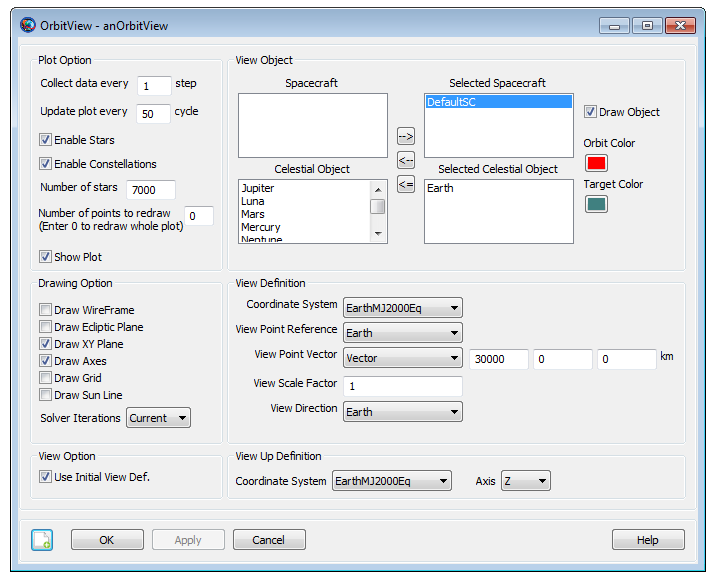 OrbitView - anOrbitView
Plot Option
Collect data every 1 step
Update plot every 50 cycle
Enable Stars
Enable Constellations
Number of stars 7000
Number of points to redraw
(Enter 0 to redraw whole plot) 0
Show Plot
View Object
Spacecraft
Selected Spacecraft
DefaultSC
-->
<--
<=
Draw Object
Orbit Color
Target Color
Celestial Object
Jupiter
Luna
Mars
Mercury
Neptune
Selected Celestial Object
Earth
Drawing Option
Draw WireFrame
Draw Ecliptic Plane
Draw XY Plane
Draw Axes
Draw Grid
Draw Sun Line
Solver Iterations Current
View Definition
Coordinate System EarthMJ2000Eq
View Point Reference Earth
View Point Vector Vector 30000 0 0 km
View Scale Factor 1
View Direction Earth
View Option
Use Initial View Def.
View Up Definition
Coordinate System EarthMJ2000Eq Axis Z
OK Apply Cancel Help